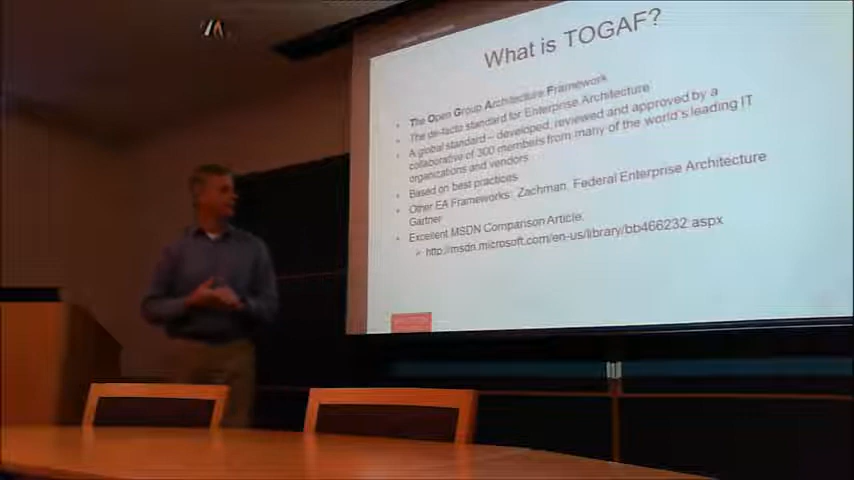 What is TOGAF?
• The Open Group Architecture Framework
• The de-facto standard for Enterprise Architecture
• A global standard – developed, reviewed and approved by a
collaborative of 300 members from many of the world's leading IT
organizations and vendors
• Based on best practices
• Other EA Frameworks: Zachman, Federal Enterprise Architecture
Gartner
• Excellent MSDN Comparison Article.
http://msdn.microsoft.com/en-us/library/bb466232.aspx